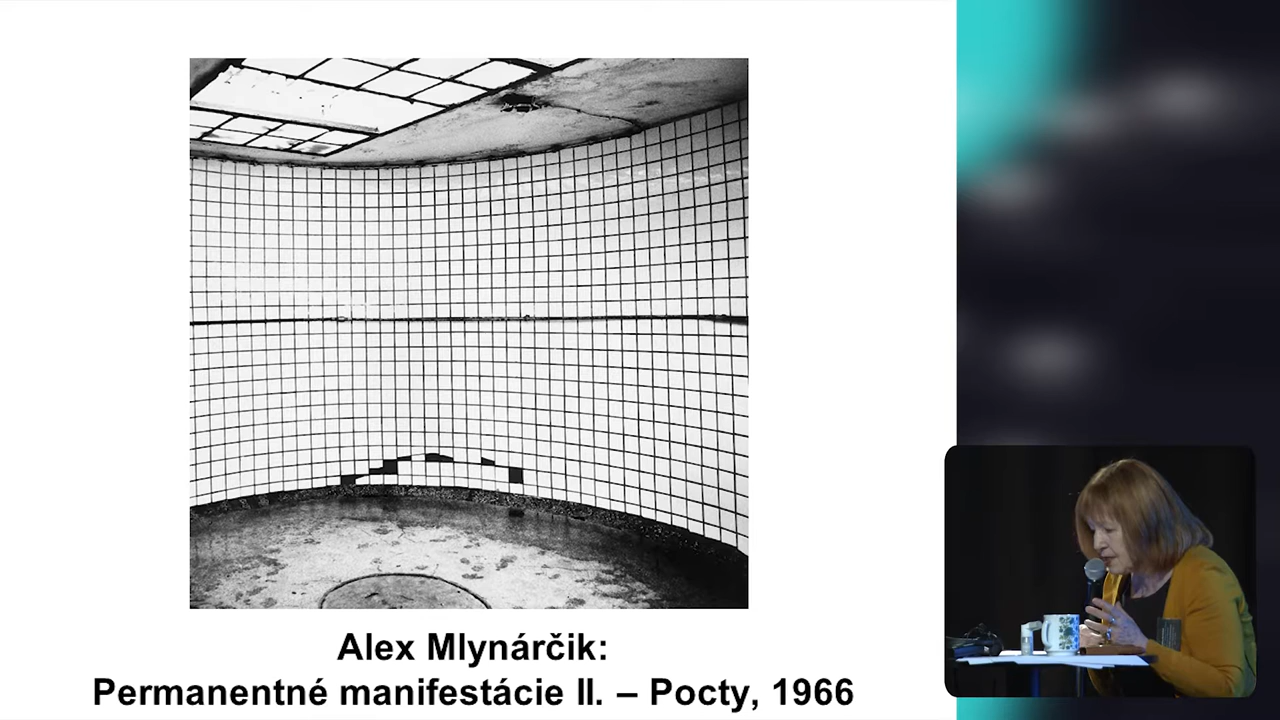 Alex Mlynárčik:
Permanentné manifestácie II. – Pocty, 1966